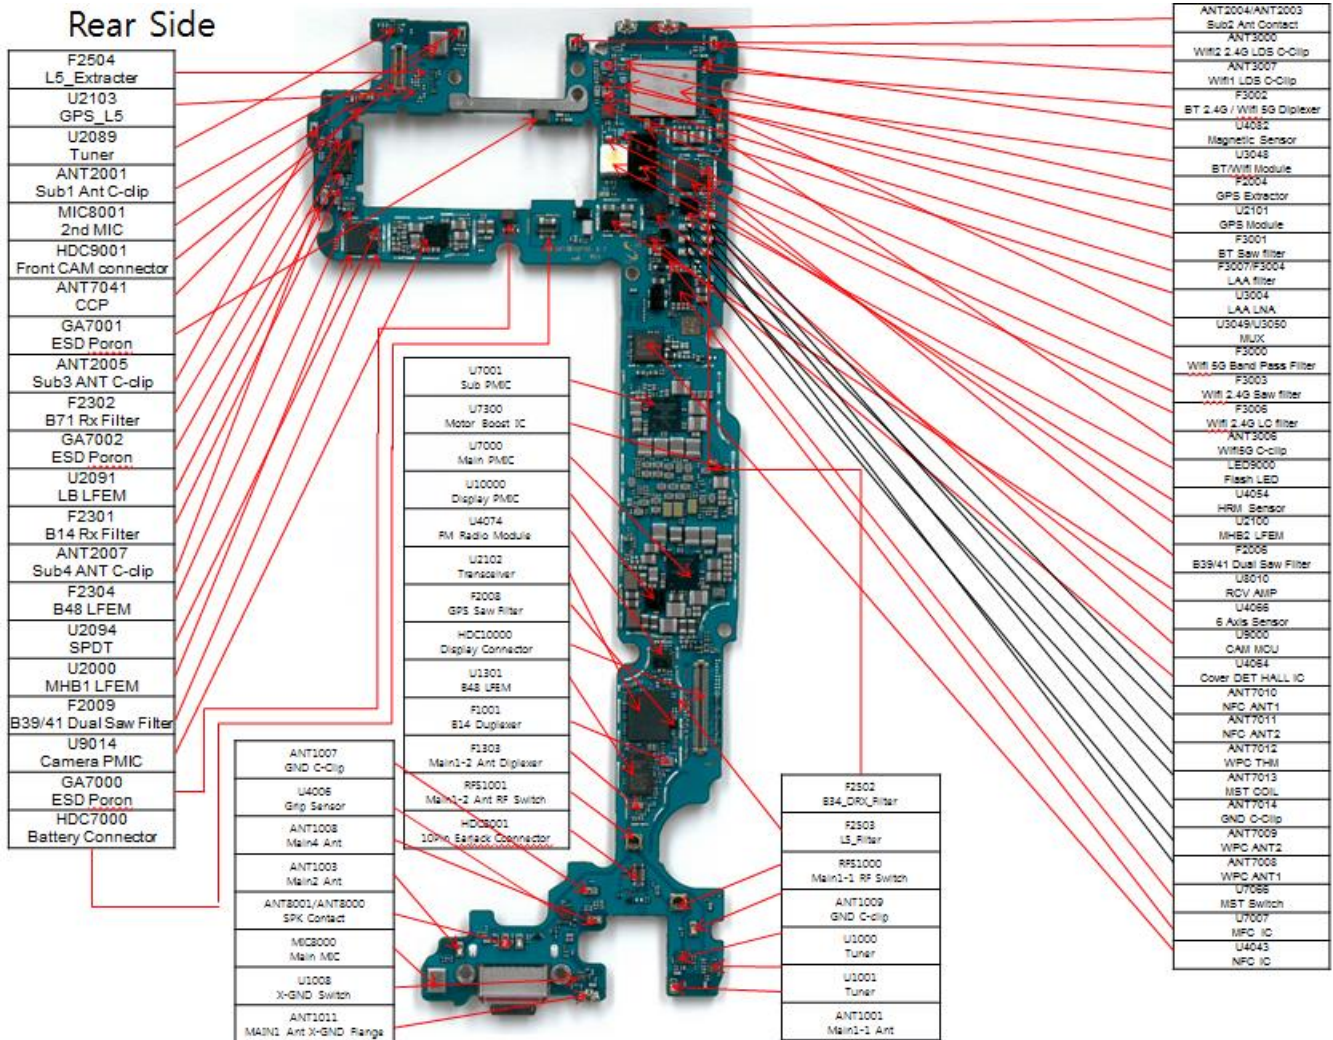 Rear Side
F2504
L5_Extracter
U2103
GPS_L5
U2089
Tuner
ANT2001
Sub1 Ant C-clip
MIC8001
2nd MIC
HDC9001
Front CAM connector
ANT7041
CCP
GA7001
ESD Poron
ANT2005
Sub3 ANT C-clip
F2302
B71 Rx Filter
GA7002
ESD Poron
U2091
LB LFEM
F2301
B14 Rx Filter
ANT2007
Sub4 ANT C-clip
F2304
B48 LFEM
U2094
SPDT
U2000
MHB1 LFEM
F2009
B39/41 Dual Saw Filter
U9014
Camera PMIC
GA7000
ESD Poron
HDC7000
Battery Connector
U7001
Sub PMIC
U7300
Motor Boost IC
U7000
Main PMIC
U10000
Display PMIC
U4074
FM Radio Module
U2102
Transceiver
F2008
GPS Saw Filter
HDC10000
Display Connector
U1301
B48 LFEM
F1001
B14 Duplexer
F1303
Main1-2 Ant Diplexer
RFS1001
Main1-2 Ant RF Switch
HDC8001
10Pin Earjack Cconnector
ANT1007
GND C-Clip
U4006
Grip Sensor
ANT1008
Main4 Ant
ANT1003
Main2 Ant
ANT8001/ANT8000
SPK Contact
MIC8000
Main MIC
U1008
X-GND Switch
ANT1011
MAIN1 Ant X-GND Flange
F2502
B34_DRX_Filter
F2503
L5_Filter
RFS1000
Main1-1 RF Switch
ANT1009
GND C-clip
U1000
Tuner
U1001
Tuner
ANT1001
Main1-1 Ant
ANT2004/ANT2003
Sub2 Ant Contact
ANT3000
Wifi2 2.4G LDS C-Clip
ANT3007
Wifi1 LDS C-Clip
F3002
BT 2.4G / Wifi 5G Diplexer
U4082
Magnetic Sensor
U3048
BT/Wifi Module
F2004
GPS Extractor
U2101
GPS Module
F3001
BT Saw filter
F3007/F3004
LAA filter
U3004
LAA LNA
U3049/U3050
MUX
F3000
Wifi 5G Band Pass Filter
F3003
Wifi 2.4G Saw filter
F3006
Wifi 2.4G LC filter
ANT3006
Wifi5G C-clip
LED9000
Flash LED
U4054
HRM Sensor
U2100
MHB2 LFEM
F2006
B39/41 Dual Saw Filter
U8010
RCV AMP
U4066
6 Axis Sensor
U9000
CAM MCU
U4064
Cover DET HALL IC
ANT7010
NFC ANT1
ANT7011
NFC ANT2
ANT7012
WPC THM
ANT7013
MST COIL
ANT7014
GND C-Clip
ANT7009
WPC ANT2
ANT7008
WPC ANT1
U7066
MST Switch
U7007
MFC IC
U4043
NFC IC